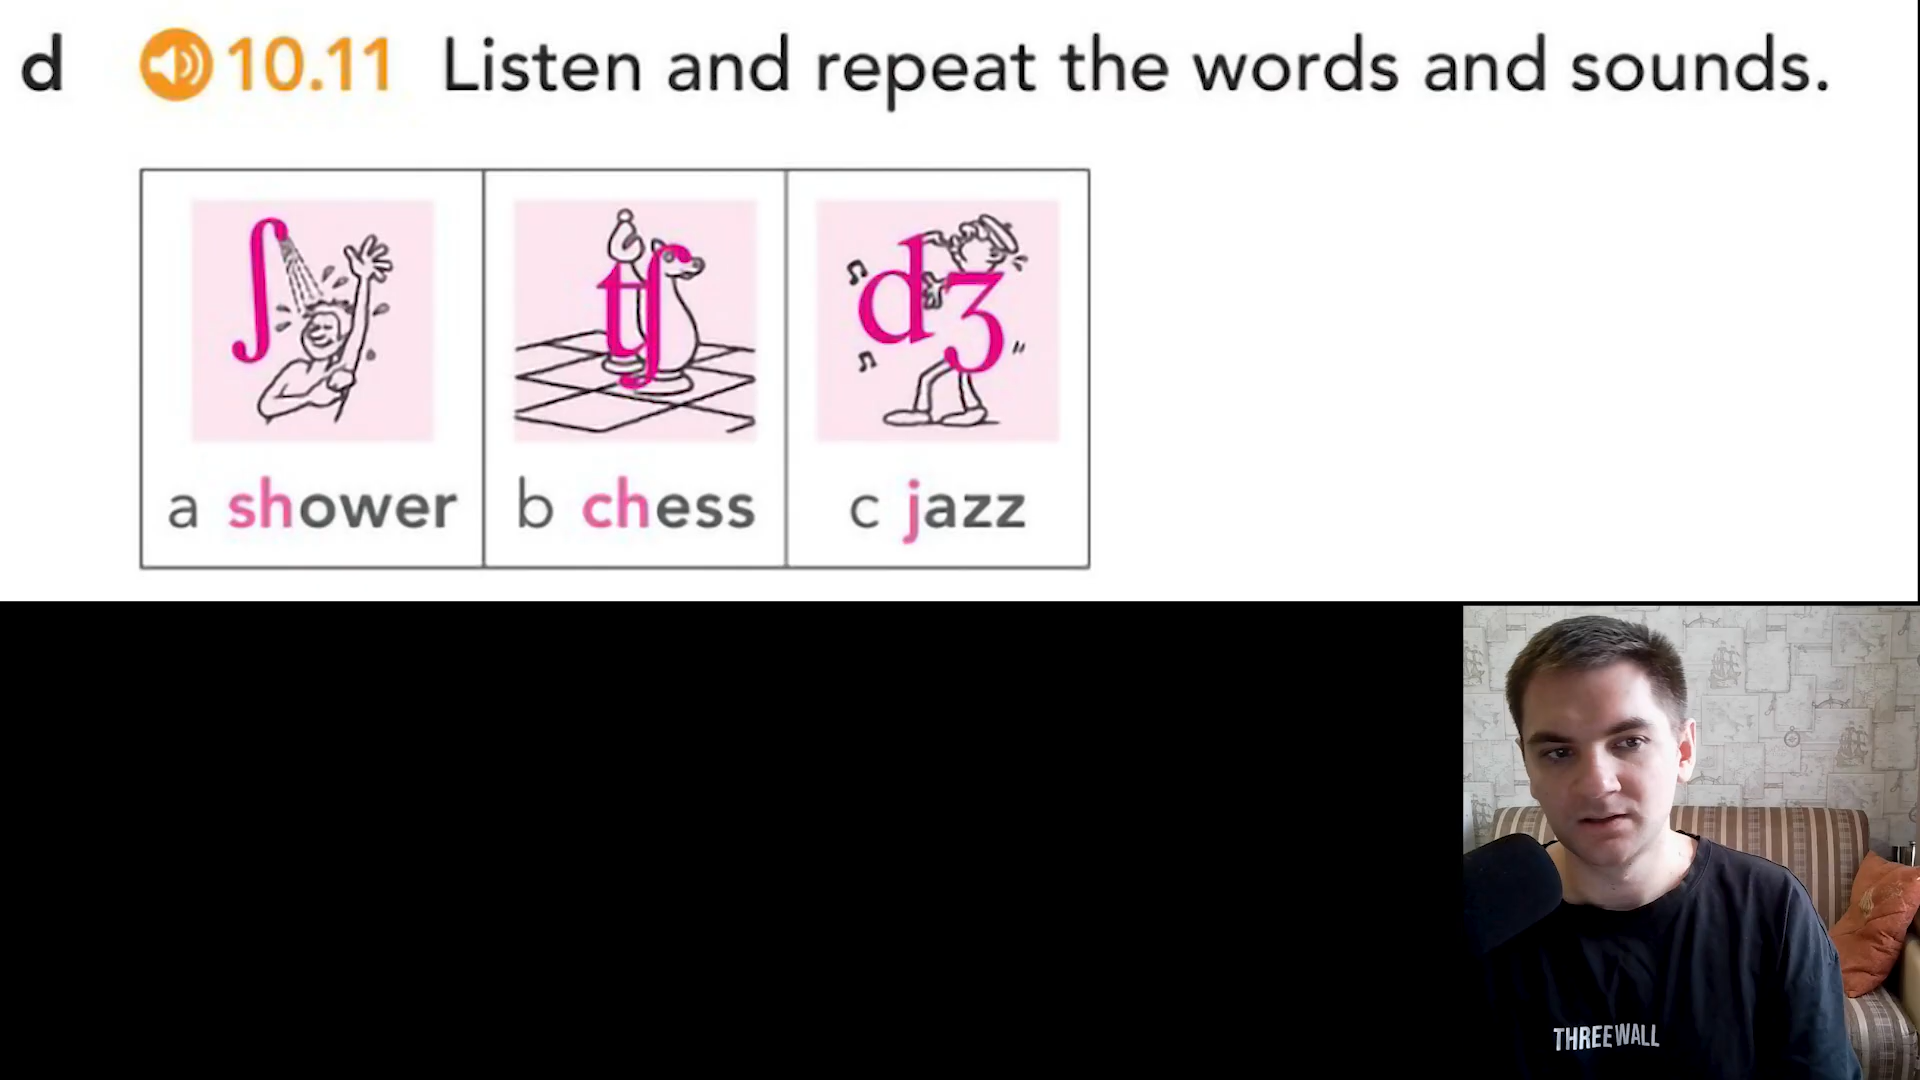 d 10.11 Listen and repeat the words and sounds.
ʃ tʃ dʒ
a shower b chess c jazz
THREEWALL